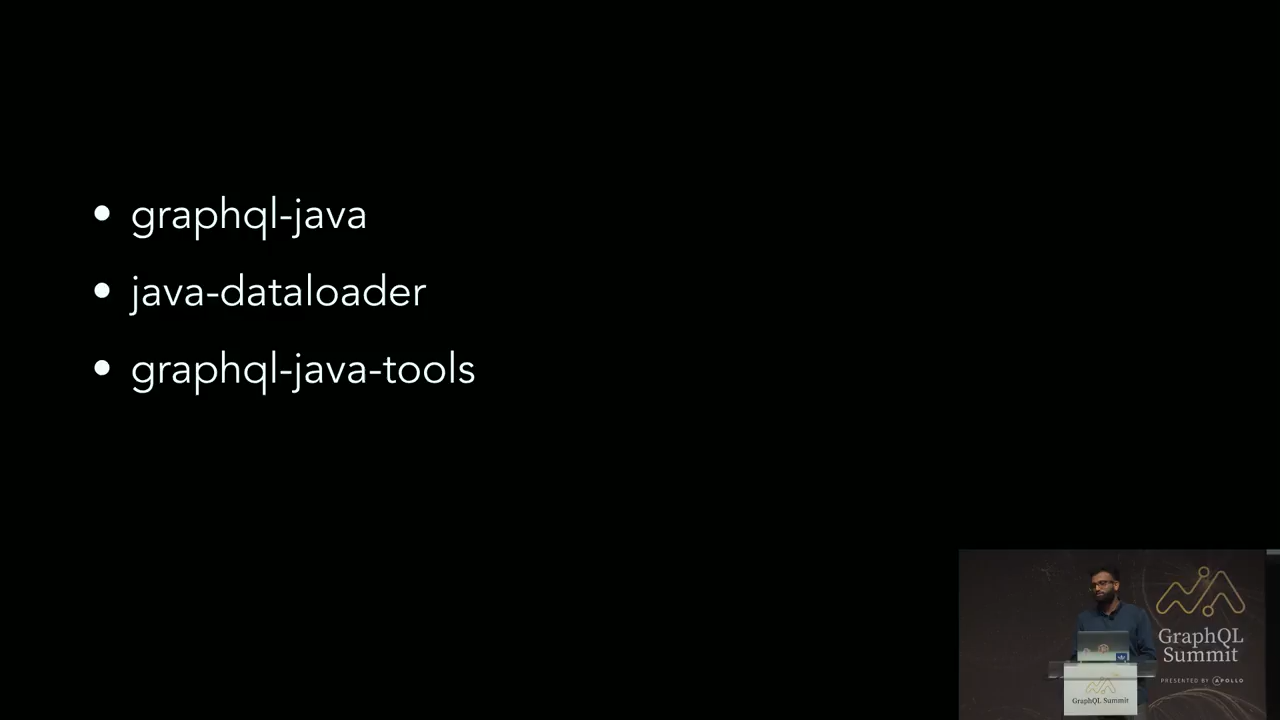 • graphql-java
• java-dataloader
• graphql-java-tools
GraphQL
Summit
PRESENTED BY APOLLO
GraphQL Summit